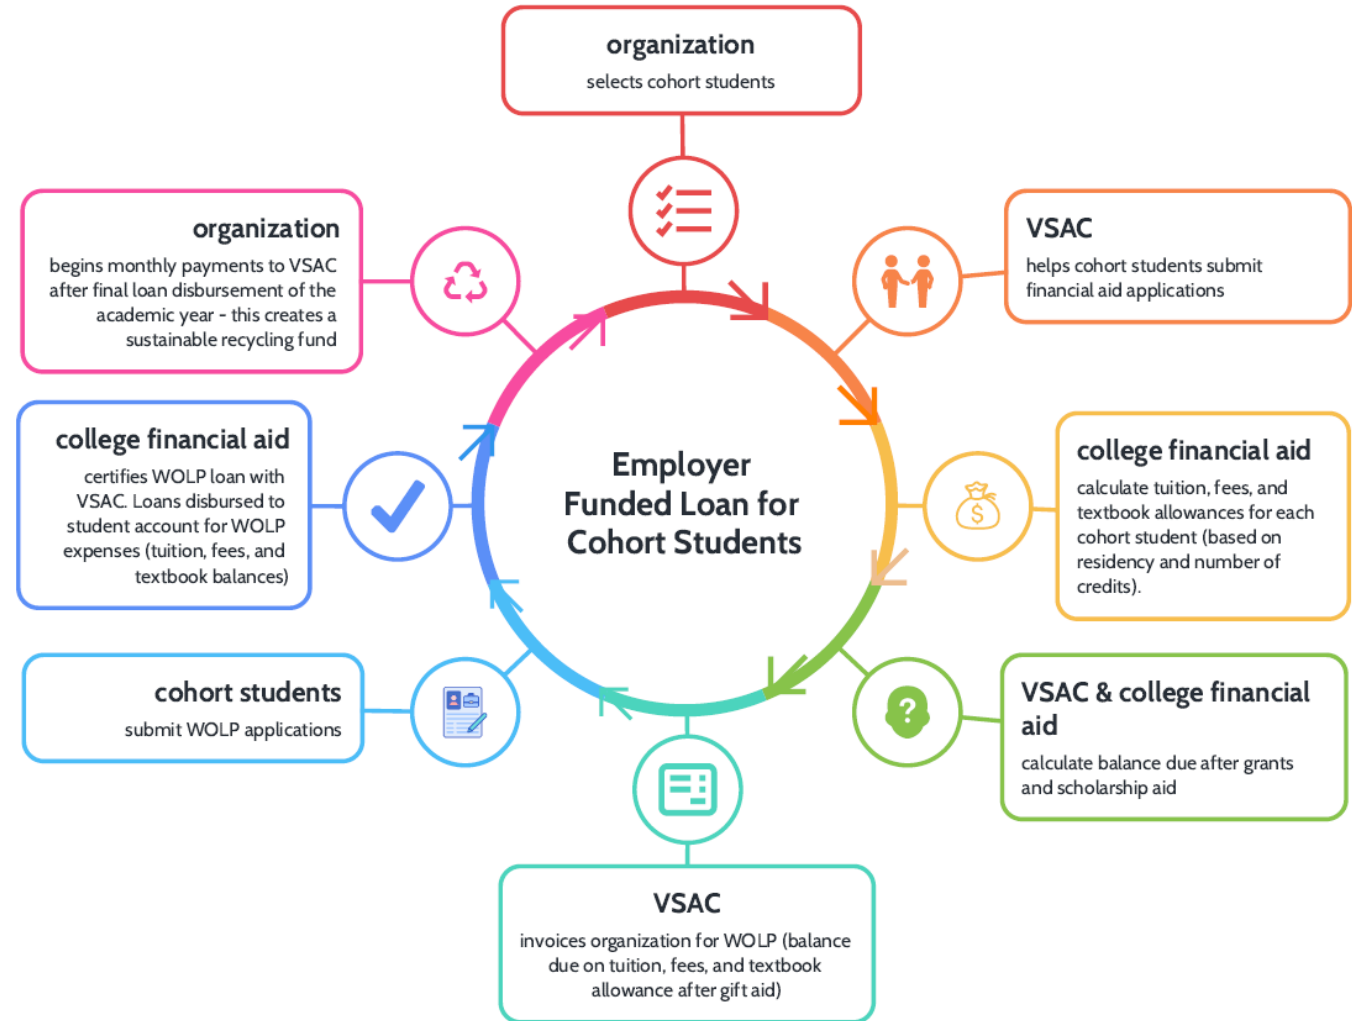 organization
selects cohort students
VSAC
helps cohort students submit
financial aid applications
college financial aid
calculate tuition, fees, and
textbook allowances for each
cohort student (based on
residency and number of
credits).
VSAC & college financial
aid
calculate balance due after grants
and scholarship aid
VSAC
invoices organization for WOLP (balance
due on tuition, fees, and textbook
allowance after gift aid)
cohort students
submit WOLP applications
college financial aid
certifies WOLP loan with
VSAC. Loans disbursed to
student account for WOLP
expenses (tuition, fees, and
textbook balances)
organization
begins monthly payments to VSAC
after final loan disbursement of the
academic year - this creates a
sustainable recycling fund
Employer
Funded Loan for
Cohort Students
$
?